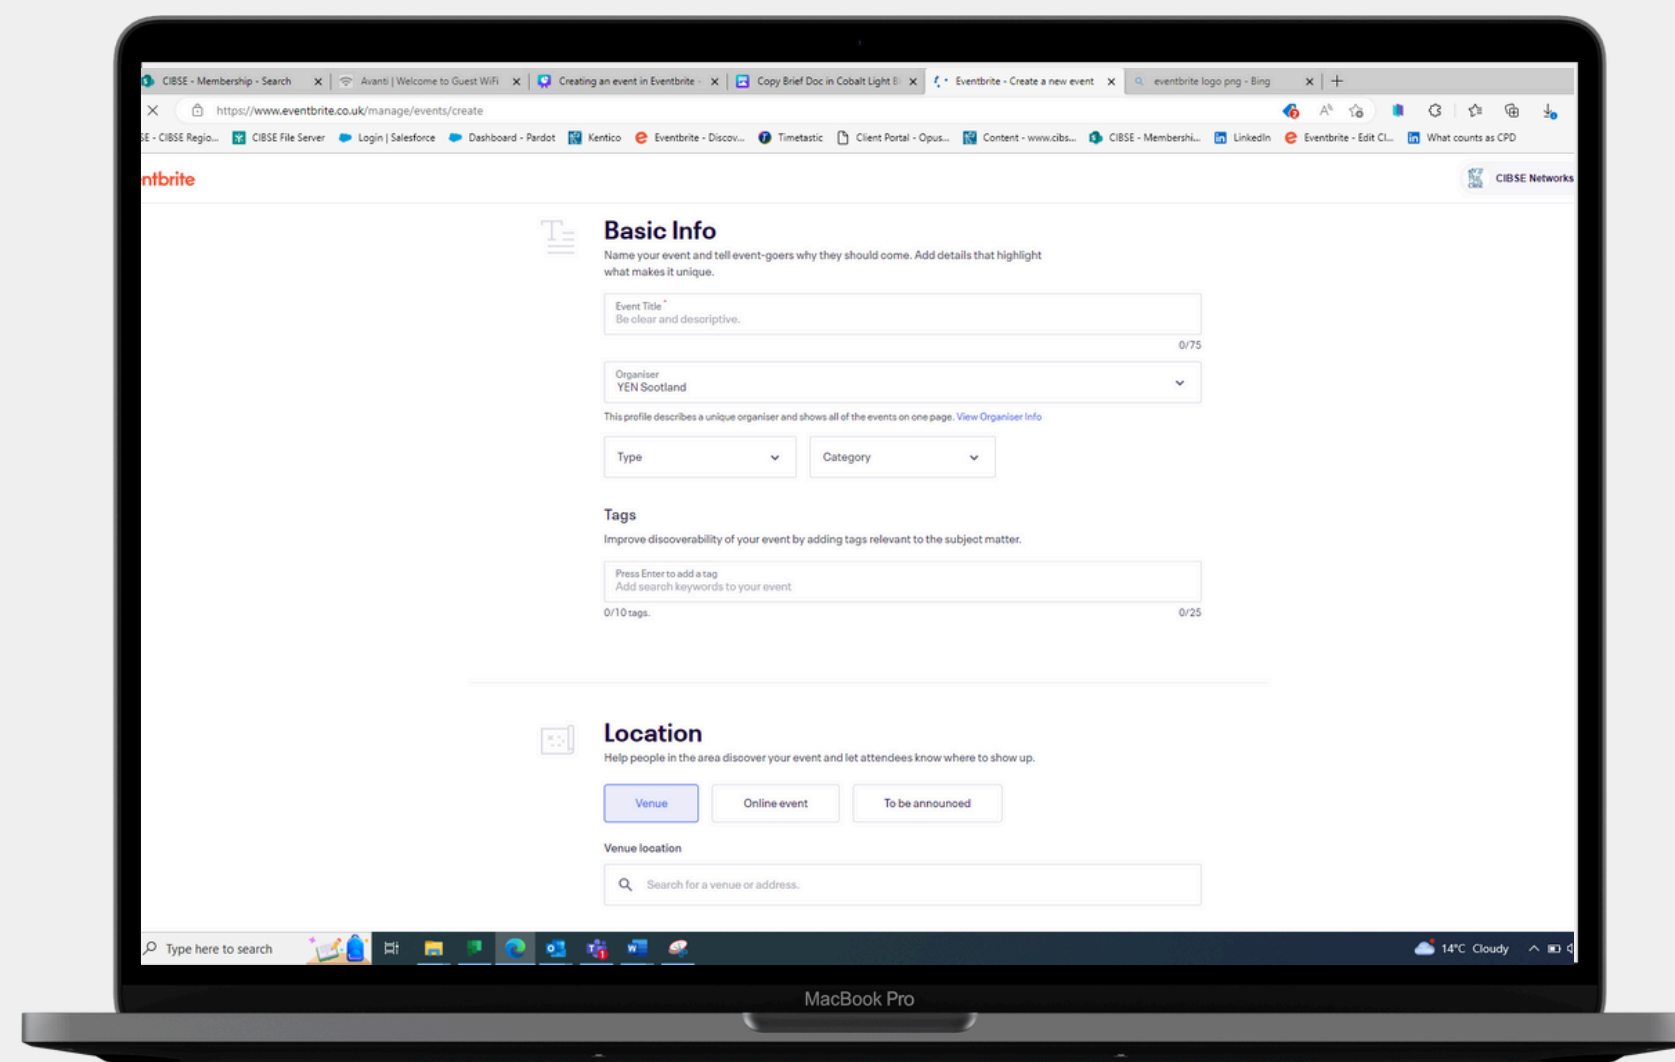 CIBSE - Membership - Search
Avanti | Welcome to Guest WiFi
Creating an event in Eventbrite -
Copy Brief Doc in Cobalt Light B
Eventbrite - Create a new event
eventbrite logo png - Bing
https://www.eventbrite.co.uk/manage/events/create
SE - CIBSE Regio...
CIBSE File Server
Login | Salesforce
Dashboard - Pardot
Kentico
Eventbrite - Discov...
Timetastic
Client Portal - Opus...
Content - www.cibs...
CIBSE - Membershi...
LinkedIn
Eventbrite - Edit Cl...
What counts as CPD
ntbrite
CIBSE Networks
Basic Info
Name your event and tell event-goers why they should come. Add details that highlight
what makes it unique.
Event Title *
Be clear and descriptive.
0/75
Organiser
YEN Scotland
This profile describes a unique organiser and shows all of the events on one page. View Organiser Info
Type
Category
Tags
Improve discoverability of your event by adding tags relevant to the subject matter.
Press Enter to add a tag
Add search keywords to your event
0/10 tags.
0/25
Location
Help people in the area discover your event and let attendees know where to show up.
Venue
Online event
To be announced
Venue location
Search for a venue or address.
Type here to search
14°C Cloudy
MacBook Pro